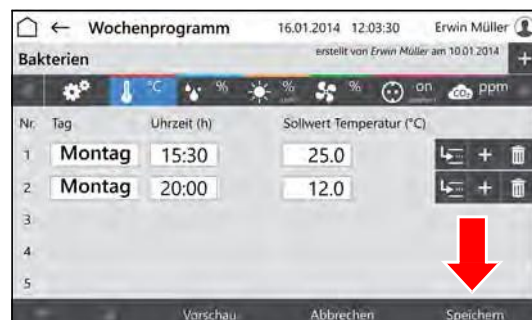 ← Wochenprogramm 16.01.2014 12:03:30 Erwin Müller
Bakterien erstellt von Erwin Müller am 10.01.2014 +
°C % % % on CO₂ ppm
Nr. Tag Uhrzeit (h) Sollwert Temperatur (°C)
1 Montag 15:30 25.0 +
2 Montag 20:00 12.0 +
3
4
5
Vorschau Abbrechen Speichern